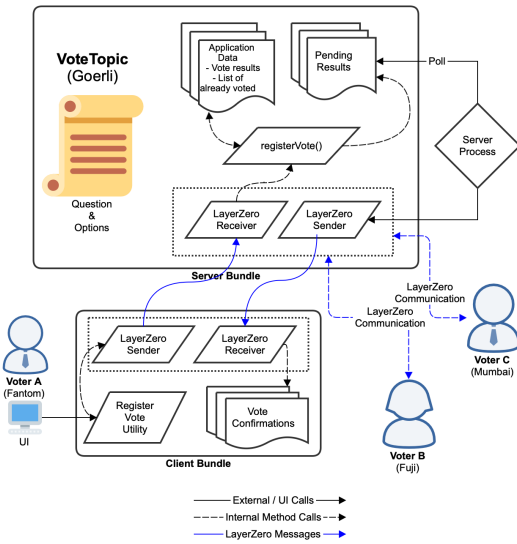 VoteTopic
(Goerli)
Question
&
Options
Application
Data
- Vote results
- List of
already voted
Pending
Results
Poll
registerVote()
Server
Process
LayerZero
Receiver
LayerZero
Sender
Server Bundle
LayerZero
Communication
LayerZero
Communication
Voter C
(Mumbai)
Voter A
(Fantom)
UI
LayerZero
Sender
LayerZero
Receiver
Register
Vote
Utility
Vote
Confirmations
Client Bundle
Voter B
(Fuji)
External / UI Calls
Internal Method Calls
LayerZero Messages